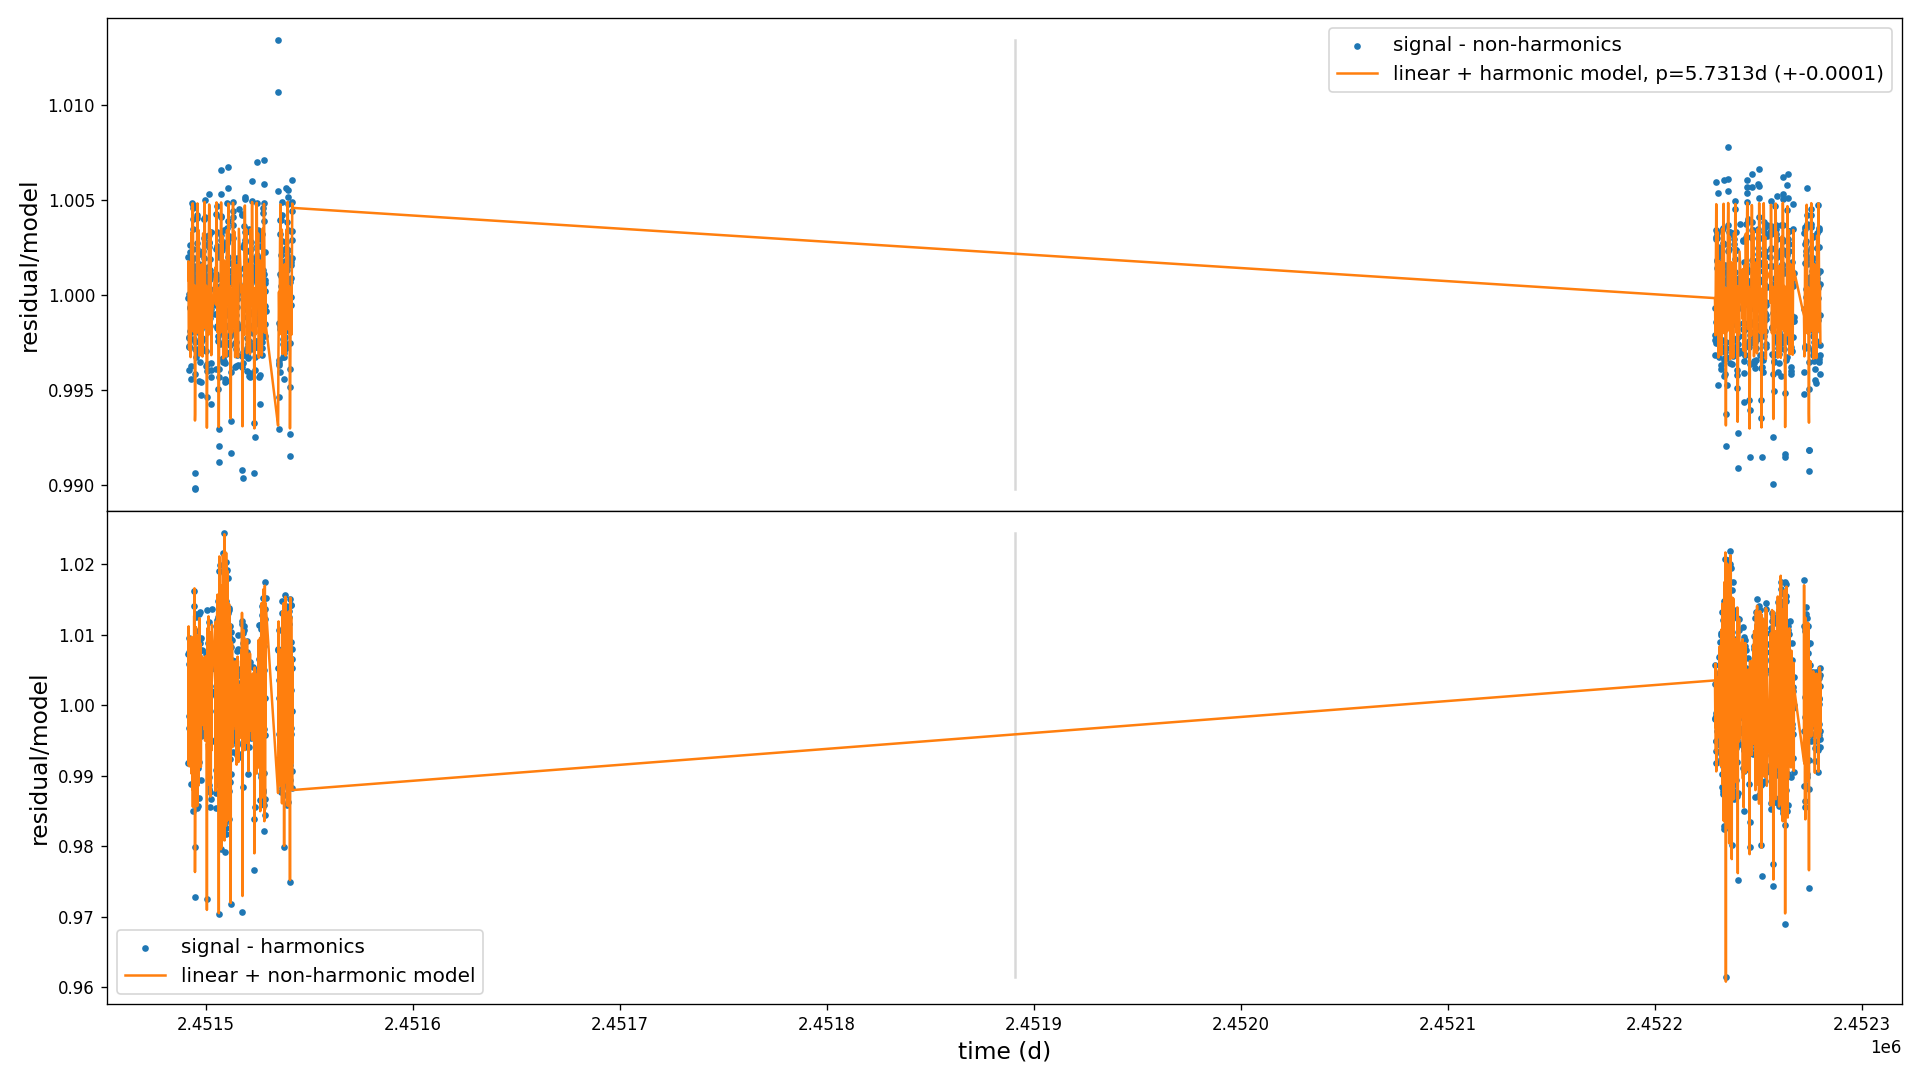 signal - non-harmonics
linear + harmonic model, p=5.7313d (+-0.0001)
1.010
1.005
1.000
0.995
0.990
residual/model
1.02
1.01
1.00
0.99
0.98
0.97
0.96
residual/model
signal - harmonics
linear + non-harmonic model
2.4515 2.4516 2.4517 2.4518 2.4519 2.4520 2.4521 2.4522 2.4523
1e6
time (d)